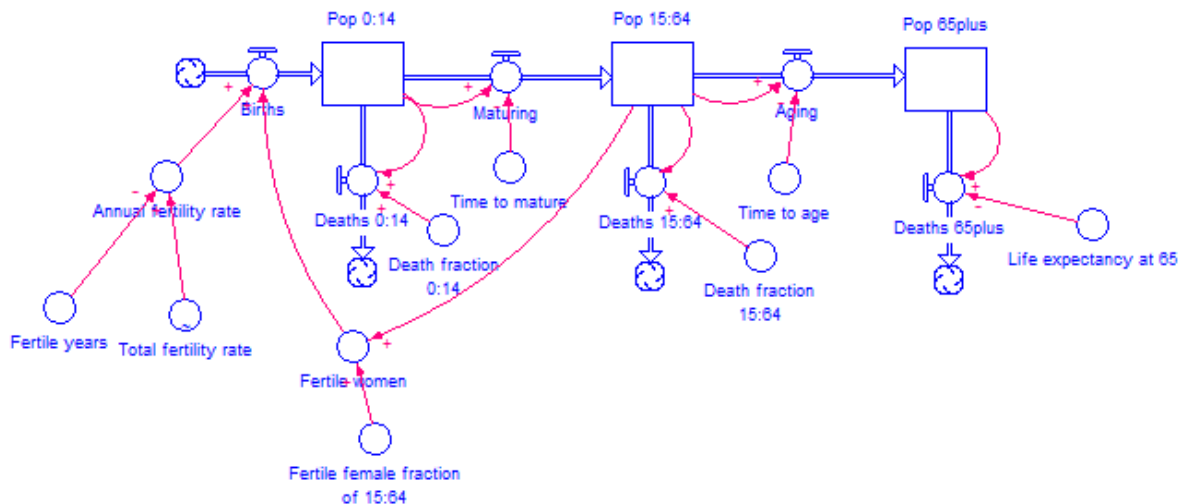 Pop 0:14
Pop 15:64
Pop 65plus
Births
Maturing
Aging
Annual fertility rate
Time to mature
Time to age
Deaths 0:14
Deaths 15:64
Deaths 65plus
Death fraction
0:14
Death fraction
15:64
Life expectancy at 65
Fertile years
Total fertility rate
Fertile women
Fertile female fraction
of 15:64